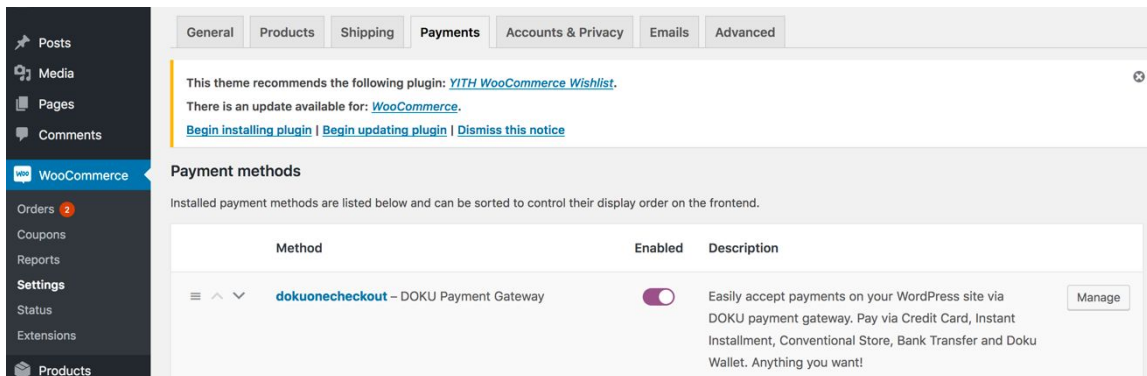 Posts
Media
Pages
Comments
WooCommerce
Orders 2
Coupons
Reports
Settings
Status
Extensions
Products
General Products Shipping Payments Accounts & Privacy Emails Advanced
This theme recommends the following plugin: YITH WooCommerce Wishlist.
There is an update available for: WooCommerce.
Begin installing plugin | Begin updating plugin | Dismiss this notice
Payment methods
Installed payment methods are listed below and can be sorted to control their display order on the frontend.
Method Enabled Description
dokuonecheckout – DOKU Payment Gateway
Easily accept payments on your WordPress site via
DOKU payment gateway. Pay via Credit Card, Instant
Installment, Conventional Store, Bank Transfer and Doku
Wallet. Anything you want!
Manage